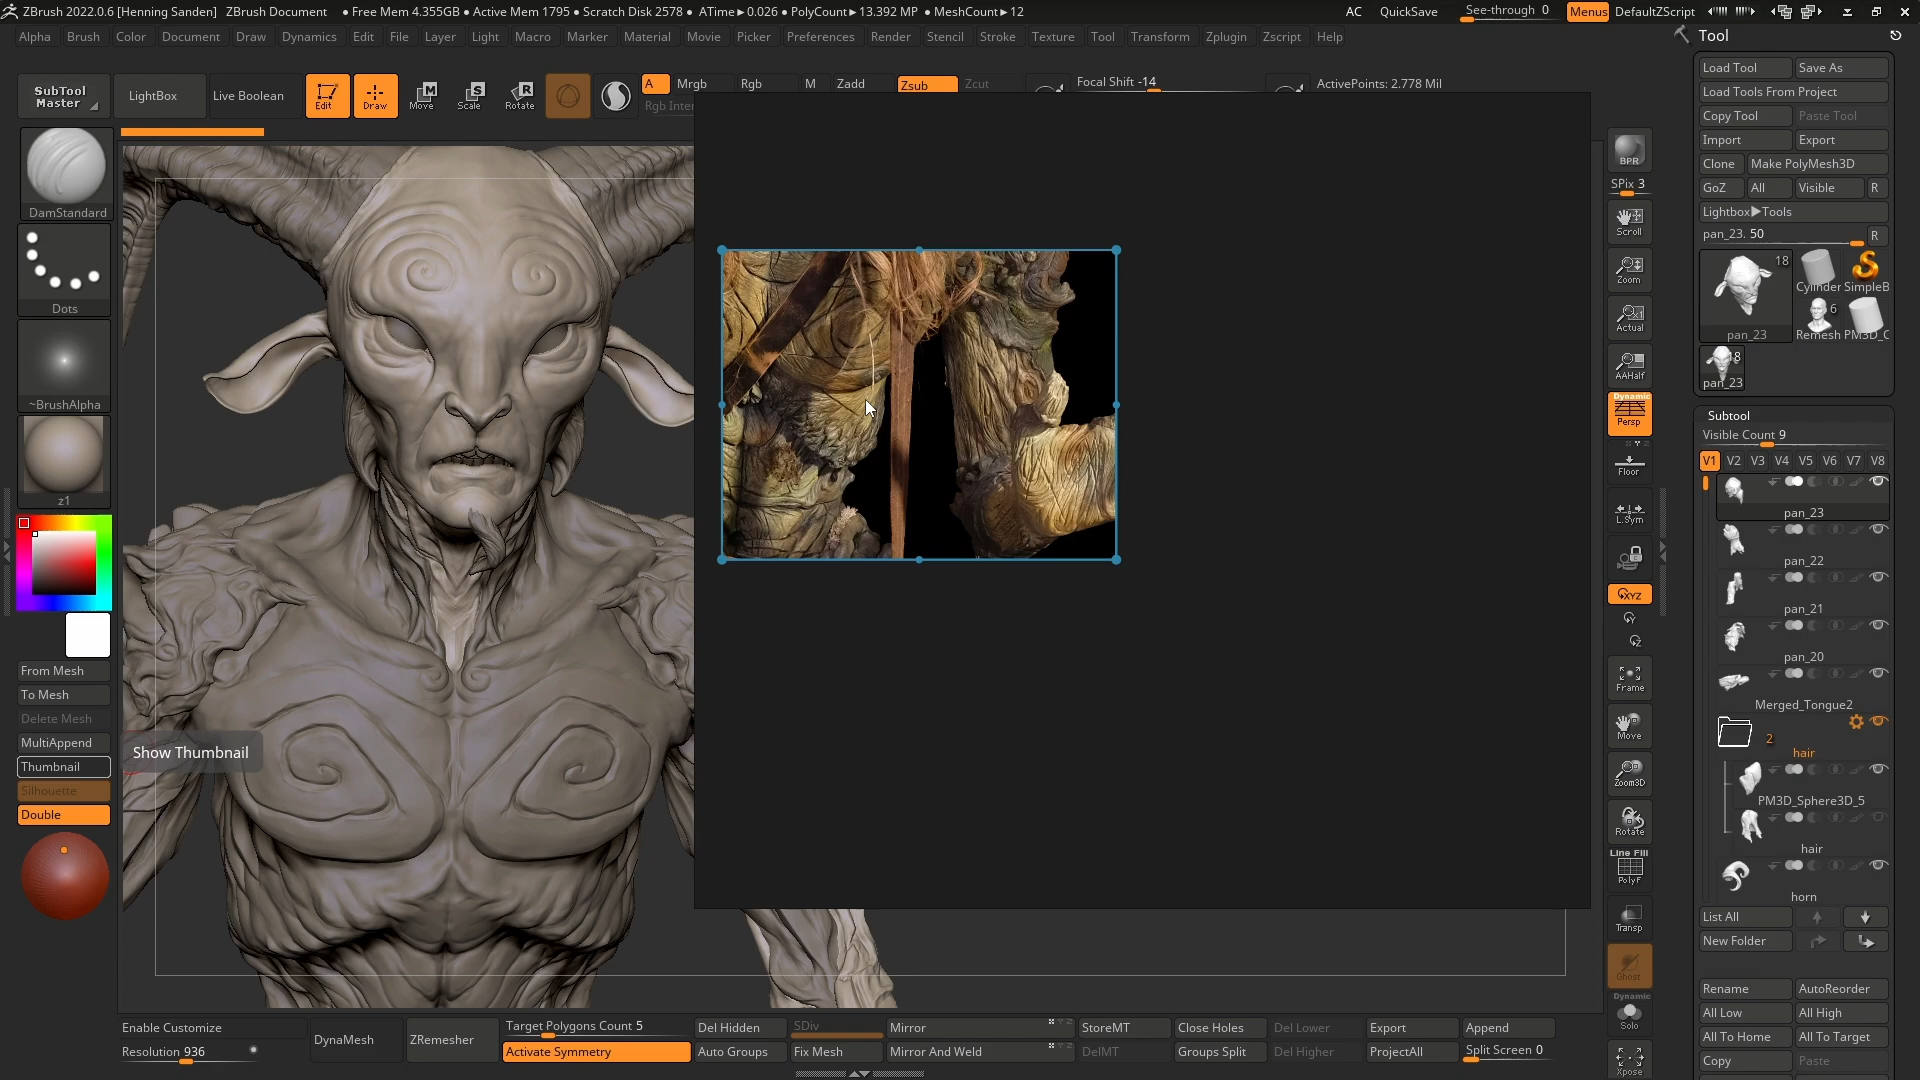 ZBrush 2022.0.6 [Henning Sanden] ZBrush Document • Free Mem 4.355GB • Active Mem 1795 • Scratch Disk 2578 • ATime▶0.026 • PolyCount▶13.392 MP • MeshCount▶12 AC QuickSave See-through 0 Menus DefaultZScript
Alpha Brush Color Document Draw Dynamics Edit File Layer Light Macro Marker Material Movie Picker Preferences Render Stencil Stroke Texture Tool Transform Zplugin Zscript Help
Tool
SubTool Master
LightBox
Live Boolean
Edit
Draw
Move
Scale
Rotate
A
Mrgb
Rgb
M
Zadd
Zsub
Zcut
Focal Shift -14
ActivePoints: 2.778 Mil
Load Tool
Save As
Load Tools From Project
Copy Tool
Paste Tool
Import
Export
Clone
Make PolyMesh3D
GoZ
All
Visible
R
Lightbox▶Tools
pan_23. 50
R
18
Cylinder
SimpleB
pan_23
6
Remesh
PM3D_C
18
pan_23
DamStandard
Dots
~BrushAlpha
z1
From Mesh
To Mesh
Delete Mesh
MultiAppend
Thumbnail
Silhouette
Double
Show Thumbnail
BPR
SPix 3
Scroll
Zoom
Actual
AAHalf
Dynamic
Persp
Floor
L.Sym
XYZ
Frame
Move
Zoom3D
Rotate
Line Fill
PolyF
Transp
Ghost
Dynamic
Solo
Xpose
Subtool
Visible Count 9
V1 V2 V3 V4 V5 V6 V7 V8
pan_23
pan_22
pan_21
pan_20
Merged_Tongue2
2
hair
PM3D_Sphere3D_5
hair
horn
List All
New Folder
Rename
AutoReorder
All Low
All High
All To Home
All To Target
Copy
Paste
Enable Customize
Resolution 936
DynaMesh
ZRemesher
Target Polygons Count 5
Activate Symmetry
Del Hidden
Auto Groups
SDiv
Fix Mesh
Mirror
Mirror And Weld
StoreMT
DelMT
Close Holes
Groups Split
Del Lower
Del Higher
Export
ProjectAll
Append
Split Screen 0